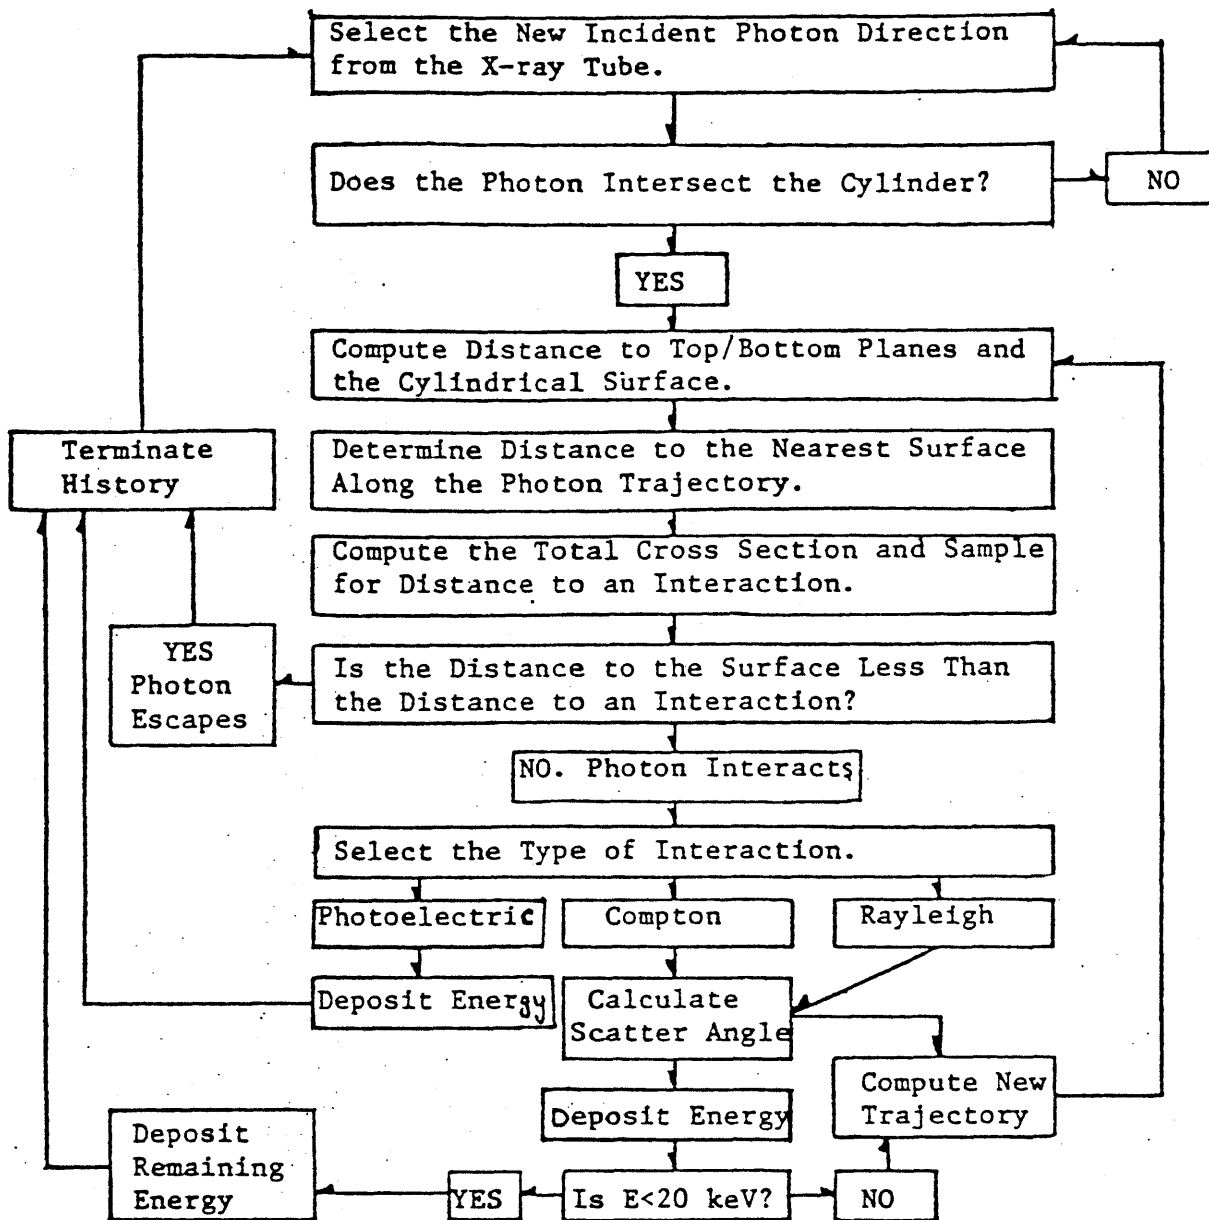 Select the New Incident Photon Direction
from the X-ray Tube.
Does the Photon Intersect the Cylinder?
NO
YES
Compute Distance to Top/Bottom Planes and
the Cylindrical Surface.
Terminate
History
Determine Distance to the Nearest Surface
Along the Photon Trajectory.
Compute the Total Cross Section and Sample
for Distance to an Interaction.
YES
Photon
Escapes
Is the Distance to the Surface Less Than
the Distance to an Interaction?
NO. Photon Interacts
Select the Type of Interaction.
Photoelectric
Compton
Rayleigh
Deposit Energy
Calculate
Scatter Angle
Compute New
Trajectory
Deposit Energy
Deposit
Remaining
Energy
YES
Is E<20 keV?
NO